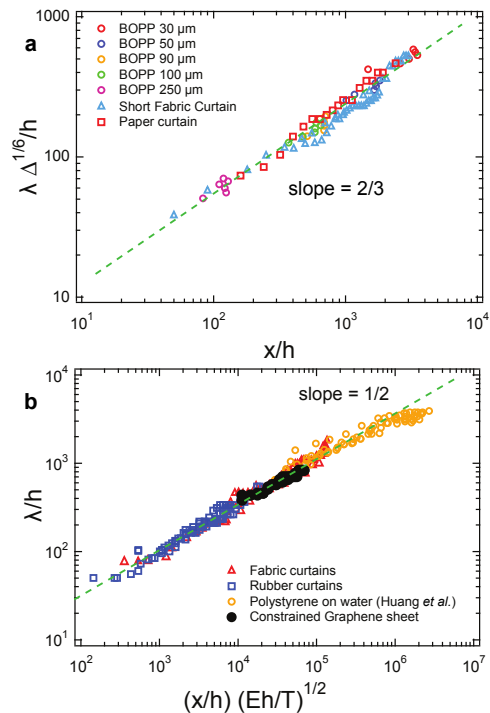 a
1000
100
10
λ Δ^1/6/h
BOPP 30 µm
BOPP 50 µm
BOPP 90 µm
BOPP 100 µm
BOPP 250 µm
Short Fabric Curtain
Paper curtain
slope = 2/3
10^1 10^2 10^3 10^4
x/h
b
10^4
10^3
10^2
10^1
λ/h
slope = 1/2
Fabric curtains
Rubber curtains
Polystyrene on water (Huang et al.)
Constrained Graphene sheet
10^2 10^3 10^4 10^5 10^6 10^7
(x/h) (Eh/T)^1/2